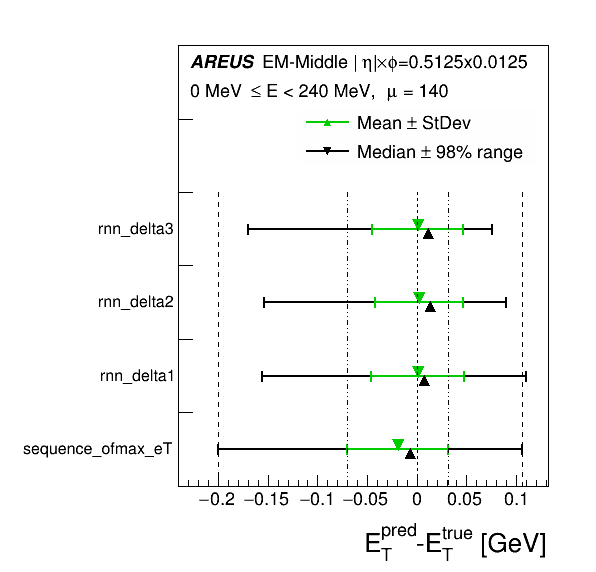 AREUS EM-Middle | η|×ϕ=0.5125x0.0125
0 MeV ≤ E < 240 MeV, μ = 140
Mean ± StDev
Median ± 98% range
rnn_delta3
rnn_delta2
rnn_delta1
sequence_ofmax_eT
−0.2 −0.15 −0.1 −0.05 0 0.05 0.1
E_T^pred-E_T^true [GeV]